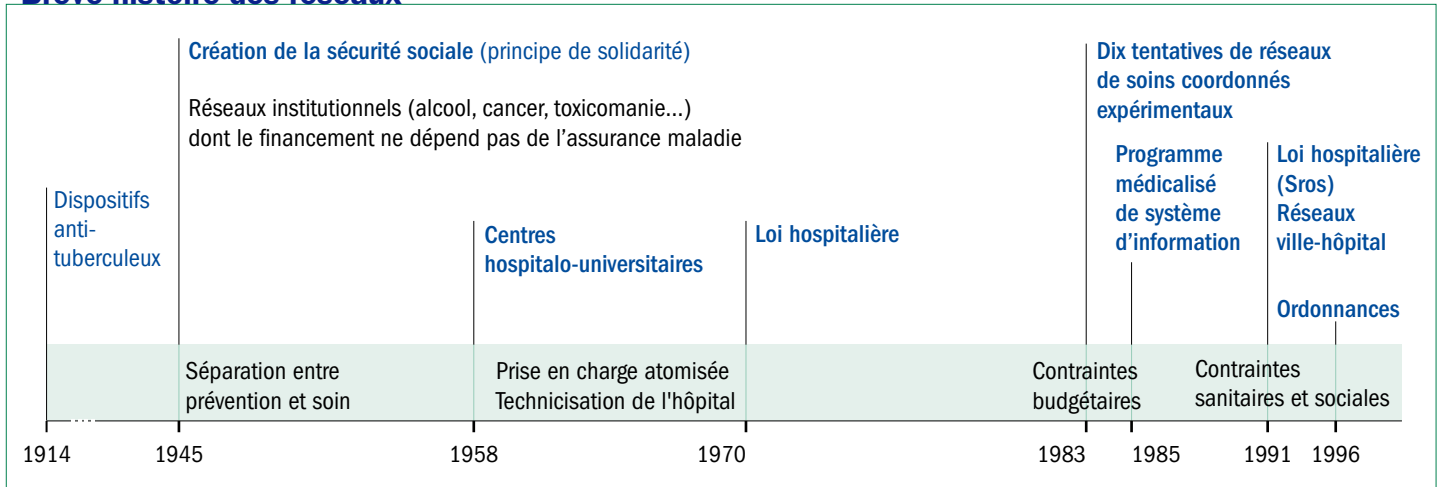 Brève histoire des réseaux
Création de la sécurité sociale (principe de solidarité)
Réseaux institutionnels (alcool, cancer, toxicomanie...)
dont le financement ne dépend pas de l'assurance maladie
Dix tentatives de réseaux
de soins coordonnés
expérimentaux
Dispositifs
anti-
tuberculeux
Centres
hospitalo-universitaires
Loi hospitalière
Programme
médicalisé
de système
d'information
Loi hospitalière
(Sros)
Réseaux
ville-hôpital
Ordonnances
Séparation entre
prévention et soin
Prise en charge atomisée
Technicisation de l'hôpital
Contraintes
budgétaires
Contraintes
sanitaires et sociales
1914
1945
1958
1970
1983
1985
1991
1996